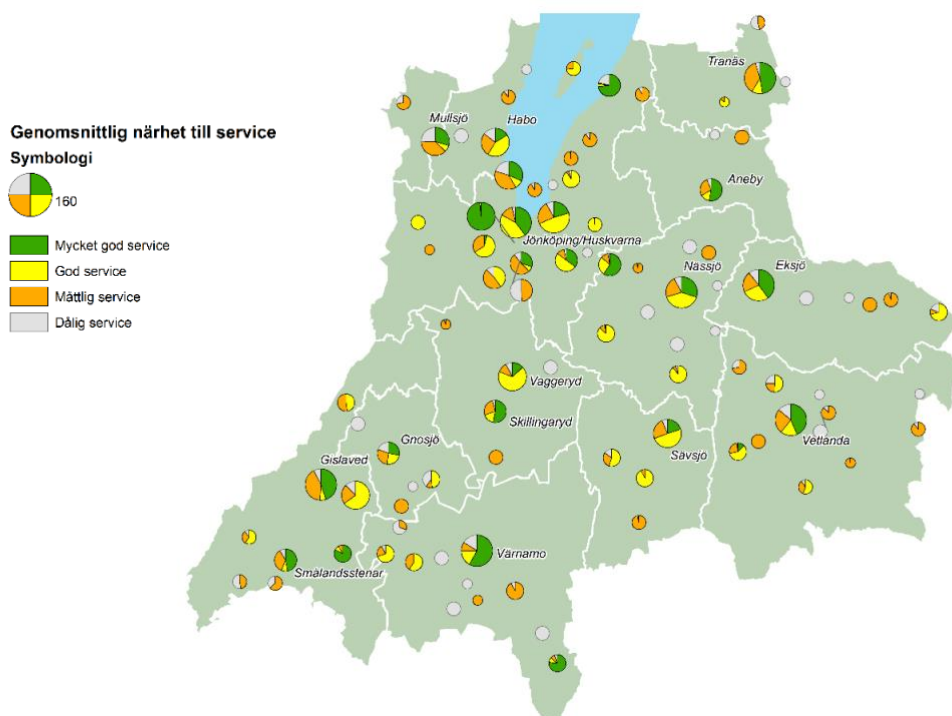 Genomsnittlig närhet till service
Symbologi
160
Mycket god service
God service
Måttlig service
Dålig service
Tranås
Mullsjö
Habo
Aneby
Jönköping/Huskvarna
Nässjö
Eksjö
Vaggeryd
Skillingaryd
Gnosjö
Sävsjö
Vetlanda
Gislaved
Värnamo
Smålandsstenar